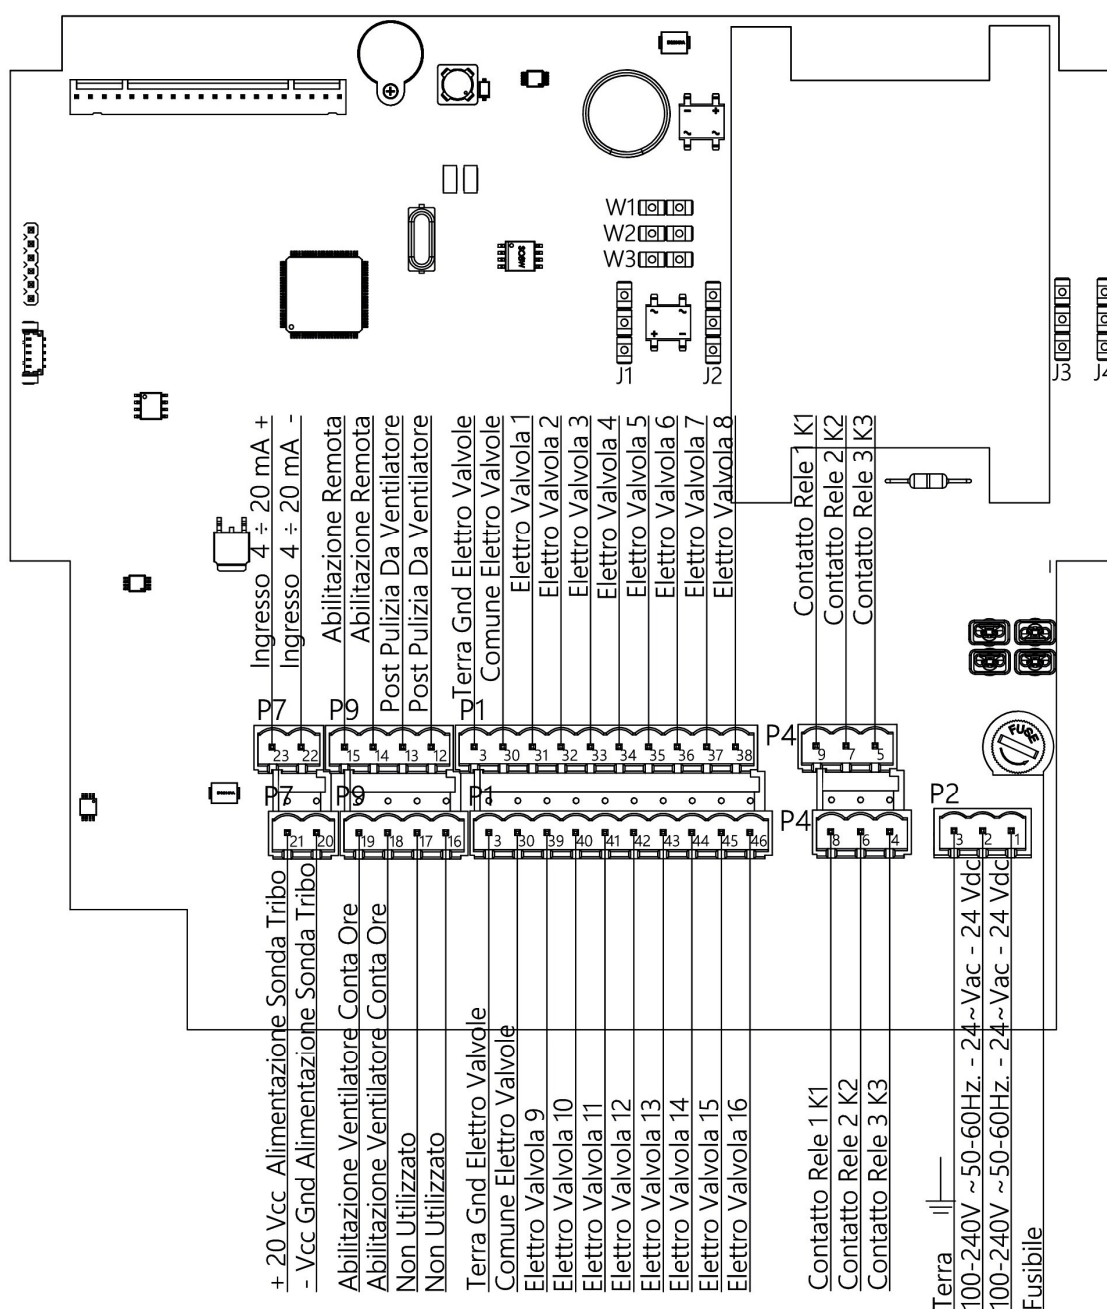 W1
W2
W3
J1
J2
J3
J4
Ingresso 4 ÷ 20 mA +
Ingresso 4 ÷ 20 mA -
Abilitazione Remota
Abilitazione Remota
Post Pulizia Da Ventilatore
Post Pulizia Da Ventilatore
Terra Gnd Elettro Valvole
Comune Elettro Valvole
Elettro Valvola 1
Elettro Valvola 2
Elettro Valvola 3
Elettro Valvola 4
Elettro Valvola 5
Elettro Valvola 6
Elettro Valvola 7
Elettro Valvola 8
Contatto Rele 1 K1
Contatto Rele 2 K2
Contatto Rele 3 K3
P7
P9
P1
P4
FUSE
23 22
15 14 13 12
3 30 31 32 33 34 35 36 37 38
9 7 5
P7
P9
P1
P4
P2
21 20
19 18 17 16
3 30 39 40 41 42 43 44 45 46
8 6 4
3 2 1
+ 20 Vcc Alimentazione Sonda Tribo
- Vcc Gnd Alimentazione Sonda Tribo
Abilitazione Ventilatore Conta Ore
Abilitazione Ventilatore Conta Ore
Non Utilizzato
Non Utilizzato
Terra Gnd Elettro Valvole
Comune Elettro Valvole
Elettro Valvola 9
Elettro Valvola 10
Elettro Valvola 11
Elettro Valvola 12
Elettro Valvola 13
Elettro Valvola 14
Elettro Valvola 15
Elettro Valvola 16
Contatto Rele 1 K1
Contatto Rele 2 K2
Contatto Rele 3 K3
Terra
100-240V ~50-60Hz. - 24~Vac - 24 Vdc
100-240V ~50-60Hz. - 24~Vac - 24 Vdc
Fusibile